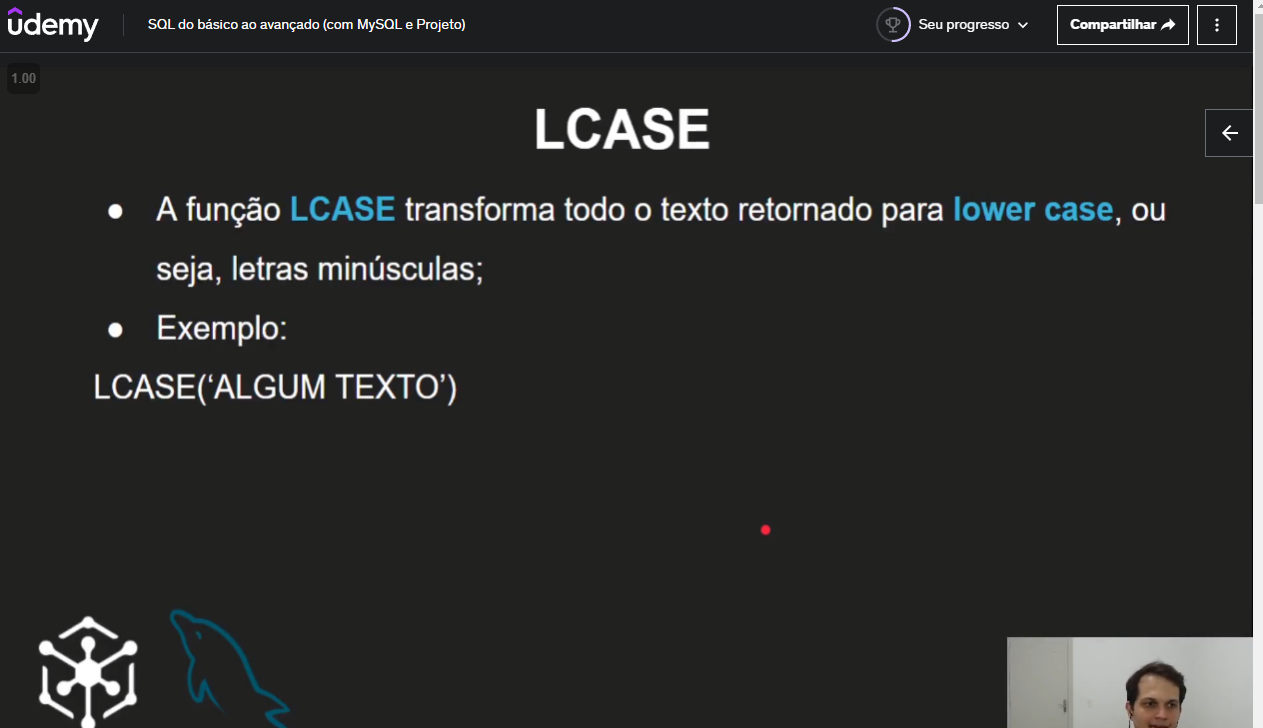 udemy
SQL do básico ao avançado (com MySQL e Projeto)
Seu progresso
Compartilhar
1.00
LCASE
● A função LCASE transforma todo o texto retornado para lower case, ou
seja, letras minúsculas;
● Exemplo:
LCASE(‘ALGUM TEXTO’)